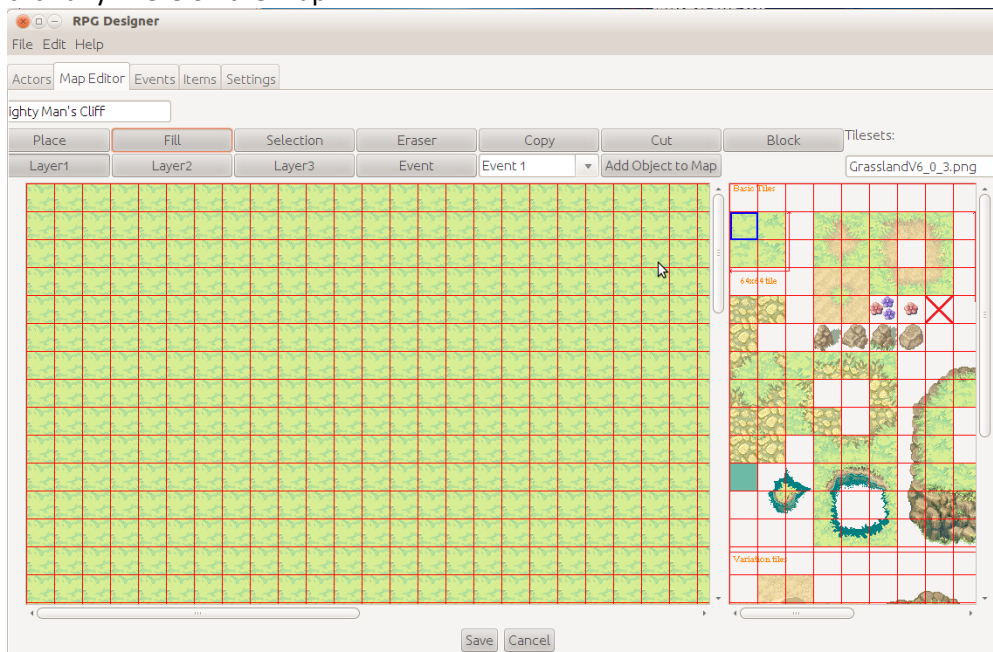 RPG Designer
File Edit Help
Actors Map Editor Events Items Settings
ighty Man's Cliff
Place Fill Selection Eraser Copy Cut Block Tilesets:
Layer1 Layer2 Layer3 Event Event 1 Add Object to Map GrasslandV6_0_3.png
Basic Tiles
64x64 tile
Variation tiles
Save Cancel